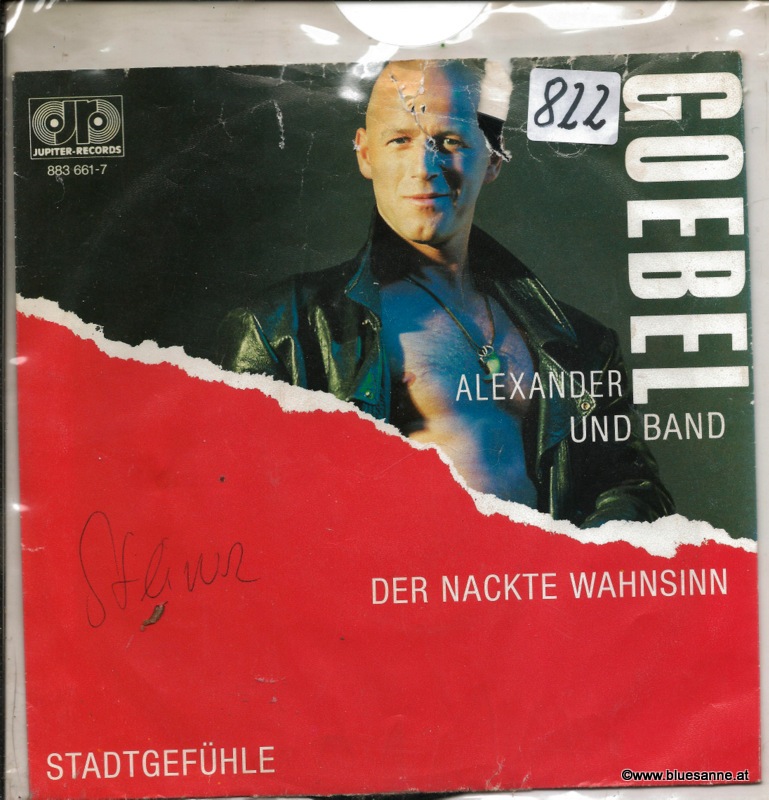 JUPITER-RECORDS
883 661-7
822
GOEBEL
ALEXANDER
UND BAND
DER NACKTE WAHNSINN
STADTGEFÜHLE
©www.bluesanne.at